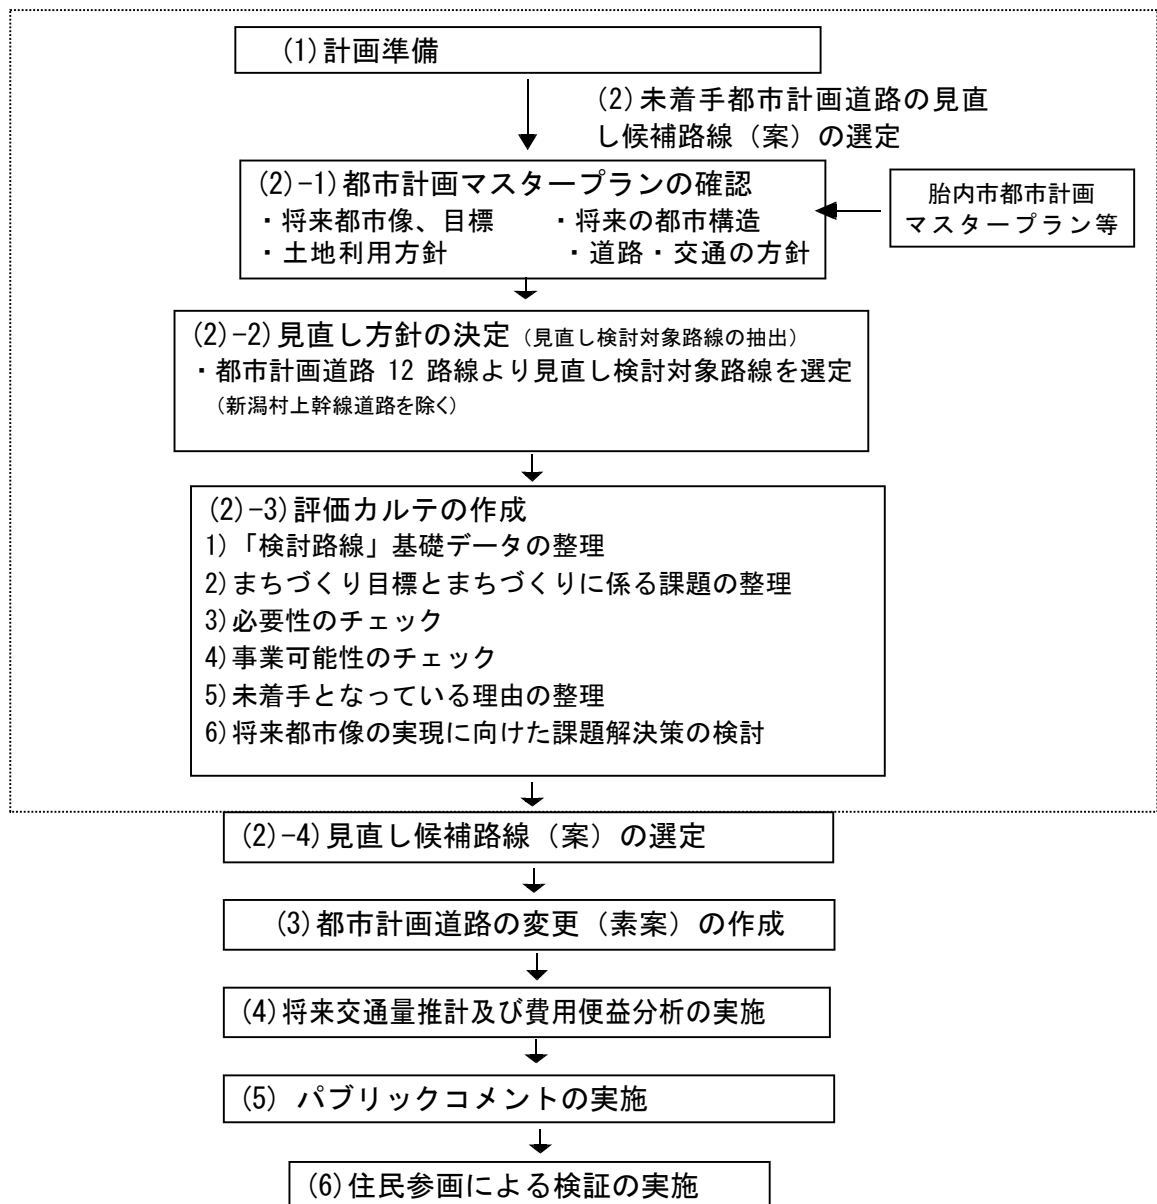 (1)計画準備
(2)未着手都市計画道路の見直
し候補路線（案）の選定
(2)-1)都市計画マスタープランの確認
・将来都市像、目標　・将来の都市構造
・土地利用方針　・道路・交通の方針
胎内市都市計画
マスタープラン等
(2)-2)見直し方針の決定（見直し検討対象路線の抽出）
・都市計画道路 12 路線より見直し検討対象路線を選定
（新潟村上幹線道路を除く）
(2)-3)評価カルテの作成
1)「検討路線」基礎データの整理
2)まちづくり目標とまちづくりに係る課題の整理
3)必要性のチェック
4)事業可能性のチェック
5)未着手となっている理由の整理
6)将来都市像の実現に向けた課題解決策の検討
(2)-4)見直し候補路線（案）の選定
(3)都市計画道路の変更（素案）の作成
(4)将来交通量推計及び費用便益分析の実施
(5) パブリックコメントの実施
(6)住民参画による検証の実施